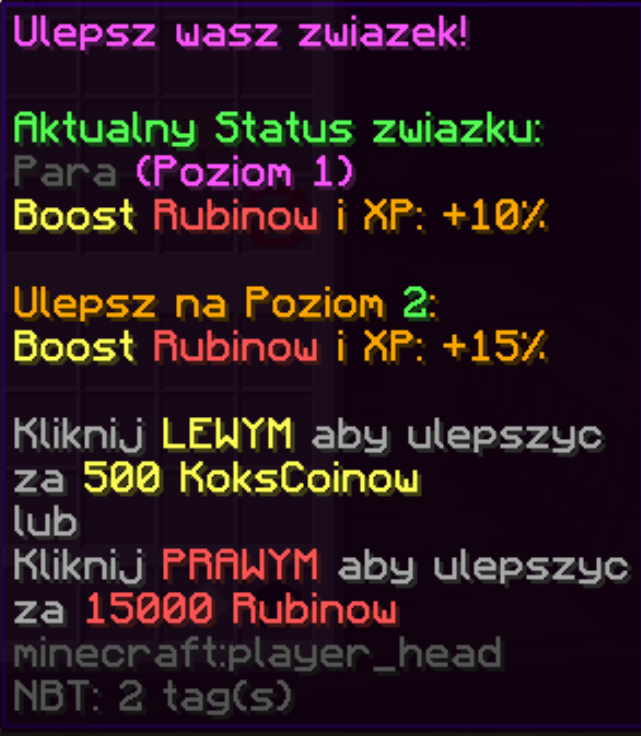 Ulepsz wasz zwiazek!
Aktualny Status zwiazku:
Para (Poziom 1)
Boost Rubinow i XP: +10%
Ulepsz na Poziom 2:
Boost Rubinow i XP: +15%
Kliknij LEWYM aby ulepszyc
za 500 KoksCoinow
lub
Kliknij PRAWYM aby ulepszyc
za 15000 Rubinow
minecraft:player_head
NBT: 2 tag(s)